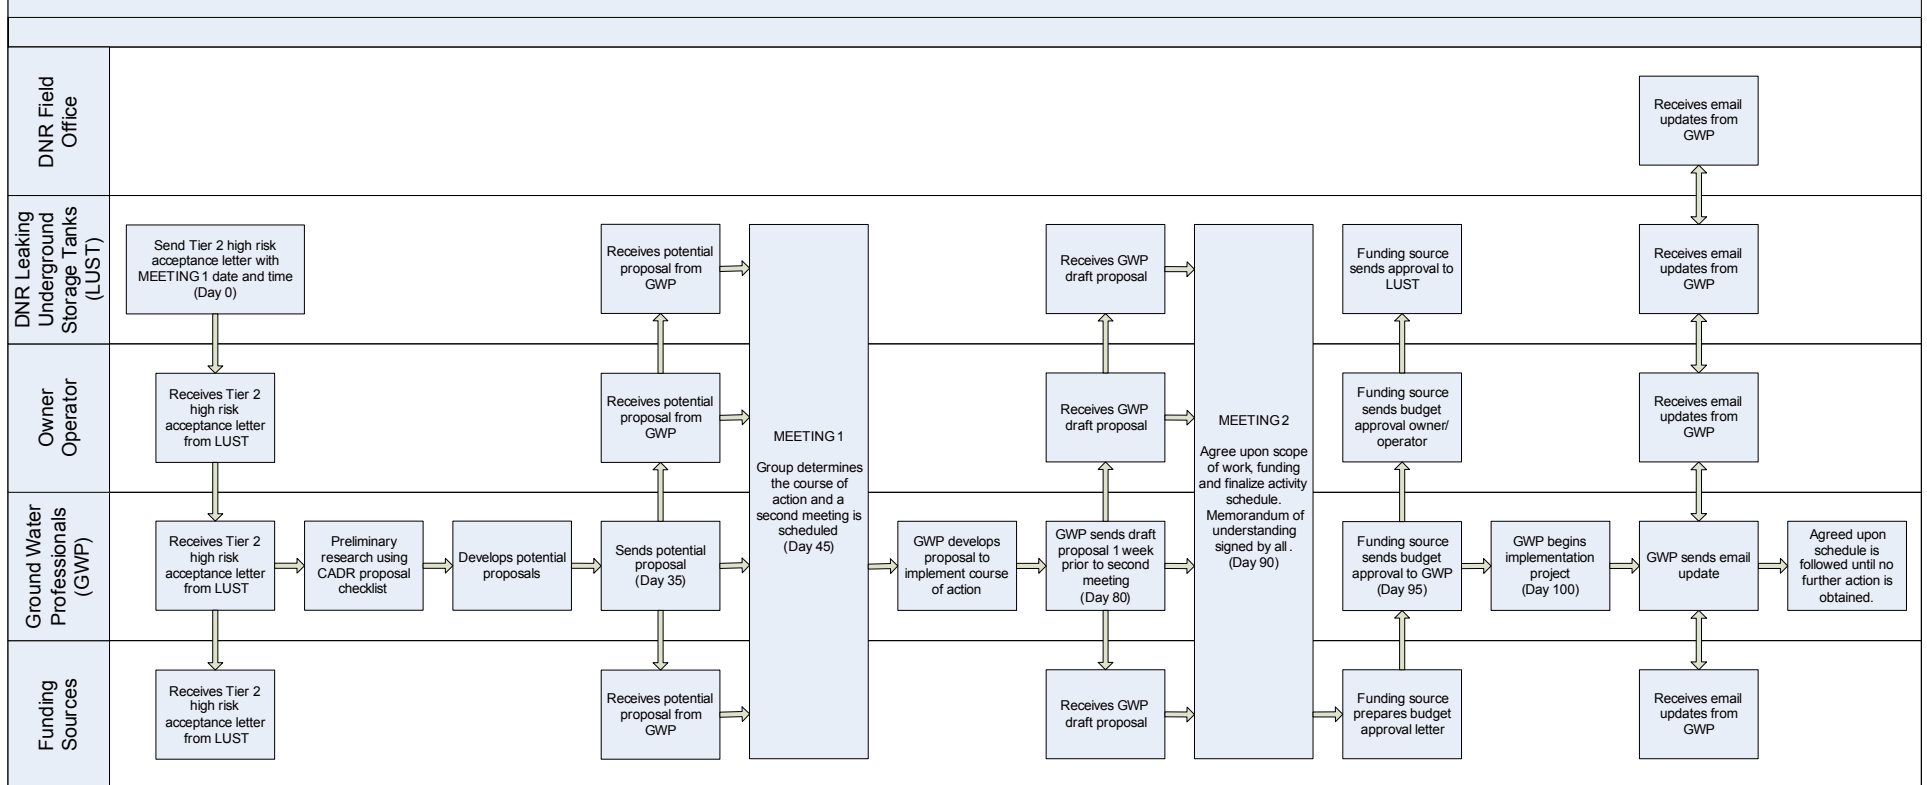 DNR Field
Office
Receives email
updates from
GWP
DNR Leaking
Underground
Storage Tanks
(LUST)
Send Tier 2 high risk
acceptance letter with
MEETING 1 date and time
(Day 0)
Receives potential
proposal from
GWP
Receives GWP
draft proposal
Funding source
sends approval to
LUST
Receives email
updates from
GWP
Owner
Operator
Receives Tier 2
high risk
acceptance letter
from LUST
Receives potential
proposal from
GWP
MEETING 1
Group determines
the course of
action and a
second meeting is
scheduled
(Day 45)
Receives GWP
draft proposal
MEETING 2
Agree upon scope
of work, funding
and finalize activity
schedule.
Memorandum of
understanding
signed by all.
(Day 90)
Funding source
sends budget
approval owner/
operator
Receives email
updates from
GWP
Ground Water
Professionals
(GWP)
Receives Tier 2
high risk
acceptance letter
from LUST
Preliminary
research using
CADR proposal
checklist
Develops potential
proposals
Sends potential
proposal
(Day 35)
GWP develops
proposal to
implement course
of action
GWP sends draft
proposal 1 week
prior to second
meeting
(Day 80)
Funding source
sends budget
approval to GWP
(Day 95)
GWP begins
implementation
project
(Day 100)
GWP sends email
update
Agreed upon
schedule is
followed until no
further action is
obtained.
Funding
Sources
Receives Tier 2
high risk
acceptance letter
from LUST
Receives potential
proposal from
GWP
Receives GWP
draft proposal
Funding source
prepares budget
approval letter
Receives email
updates from
GWP